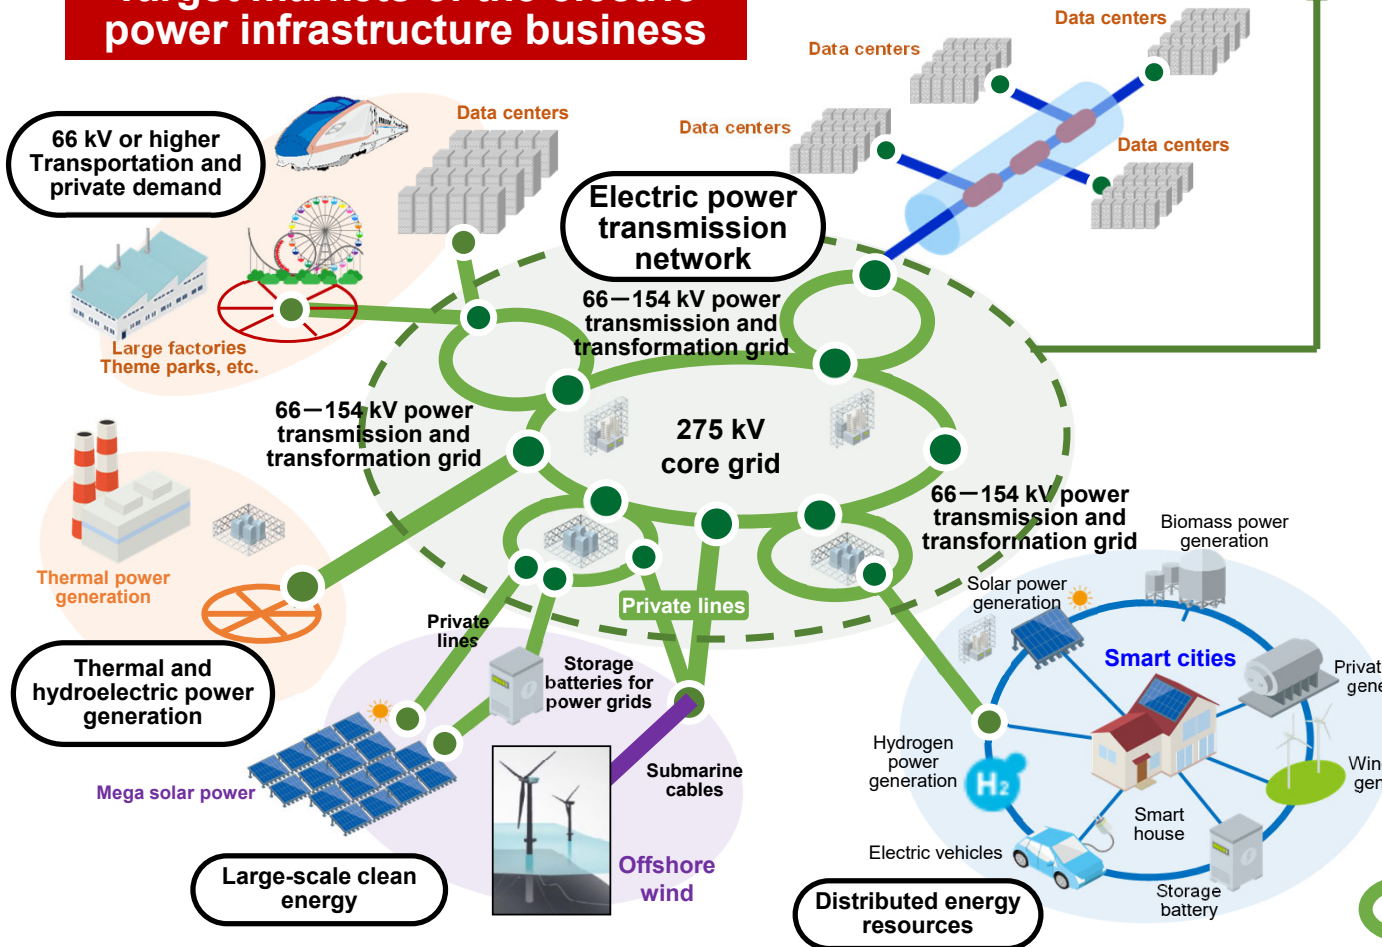 Target markets of the electric
power infrastructure business
Data centers
Data centers
Data centers
Data centers
Data centers
66 kV or higher
Transportation and
private demand
Large factories
Theme parks, etc.
Electric power
transmission
network
66－154 kV power
transmission and
transformation grid
66－154 kV power
transmission and
transformation grid
275 kV
core grid
66－154 kV power
transmission and
transformation grid
Thermal power
generation
Thermal and
hydroelectric power
generation
Private
lines
Private lines
Storage
batteries for
power grids
Mega solar power
Submarine
cables
Offshore
wind
Large-scale clean
energy
Biomass power
generation
Solar power
generation
Smart cities
Hydrogen
power
generation
H2
Smart
house
Electric vehicles
Storage
battery
Distributed energy
resources